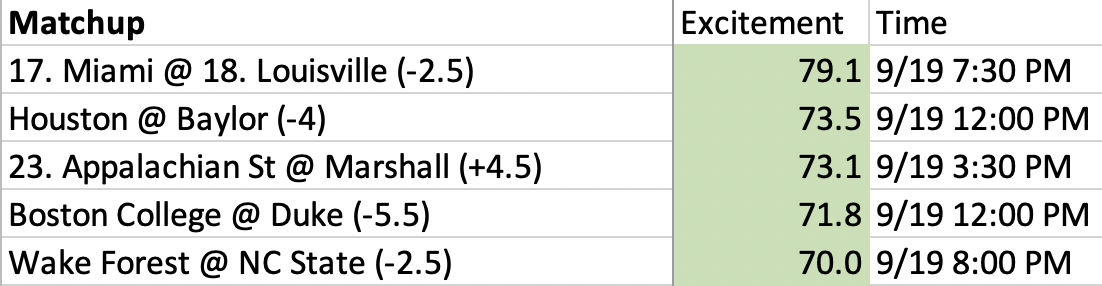 Matchup Excitement Time
17. Miami @ 18. Louisville (-2.5) 79.1 9/19 7:30 PM
Houston @ Baylor (-4) 73.5 9/19 12:00 PM
23. Appalachian St @ Marshall (+4.5) 73.1 9/19 3:30 PM
Boston College @ Duke (-5.5) 71.8 9/19 12:00 PM
Wake Forest @ NC State (-2.5) 70.0 9/19 8:00 PM